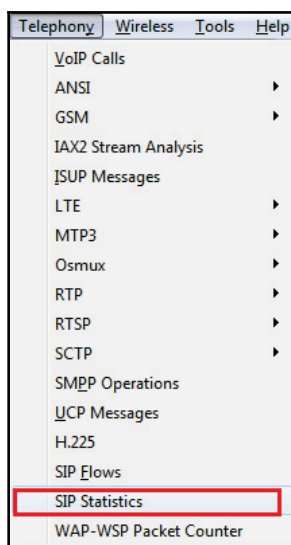 Telephony Wireless Tools Help
VoIP Calls
ANSI
GSM
IAX2 Stream Analysis
ISUP Messages
LTE
MTP3
Osmux
RTP
RTSP
SCTP
SMPP Operations
UCP Messages
H.225
SIP Flows
SIP Statistics
WAP-WSP Packet Counter